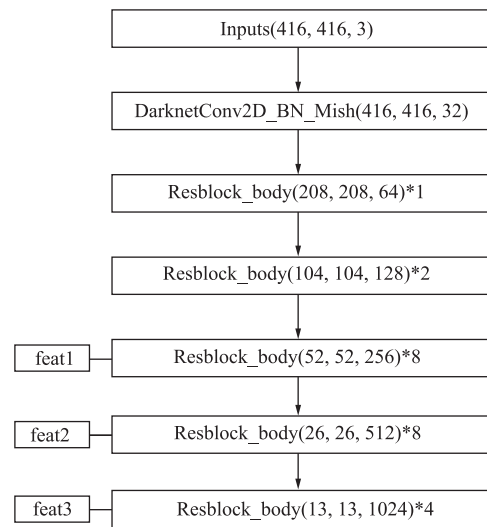 Inputs(416, 416, 3)
DarknetConv2D_BN_Mish(416, 416, 32)
Resblock_body(208, 208, 64)*1
Resblock_body(104, 104, 128)*2
feat1
Resblock_body(52, 52, 256)*8
feat2
Resblock_body(26, 26, 512)*8
feat3
Resblock_body(13, 13, 1024)*4